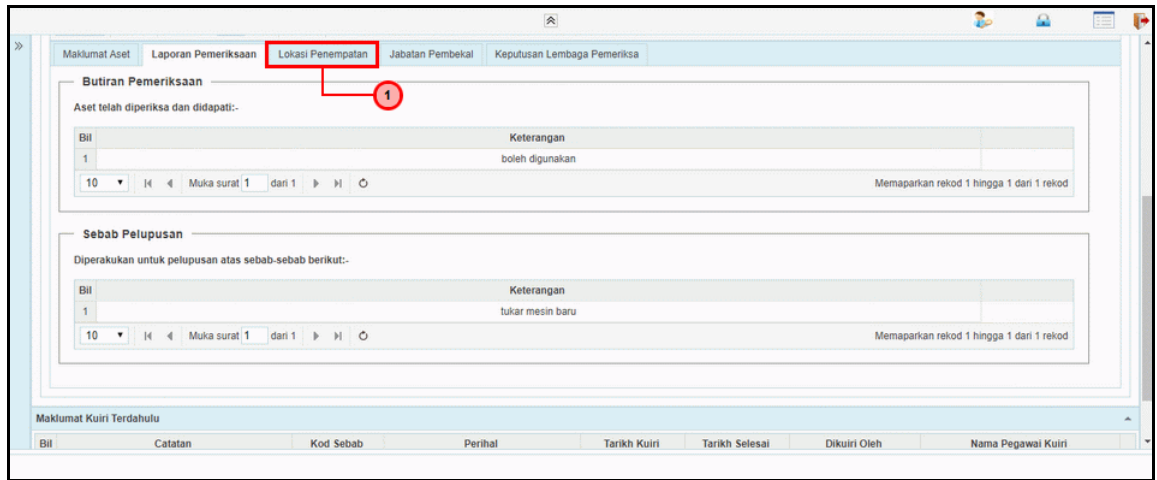 Maklumat Aset Laporan Pemeriksaan Lokasi Penempatan Jabatan Pembekal Keputusan Lembaga Pemeriksa
Butiran Pemeriksaan
1
Aset telah diperiksa dan didapati:-
Bil Keterangan
1 boleh digunakan
10 Muka surat 1 dari 1 Memaparkan rekod 1 hingga 1 dari 1 rekod
Sebab Pelupusan
Diperakukan untuk pelupusan atas sebab-sebab berikut:-
Bil Keterangan
1 tukar mesin baru
10 Muka surat 1 dari 1 Memaparkan rekod 1 hingga 1 dari 1 rekod
Maklumat Kuiri Terdahulu
Bil Catatan Kod Sebab Perihal Tarikh Kuiri Tarikh Selesai Dikuiri Oleh Nama Pegawai Kuiri